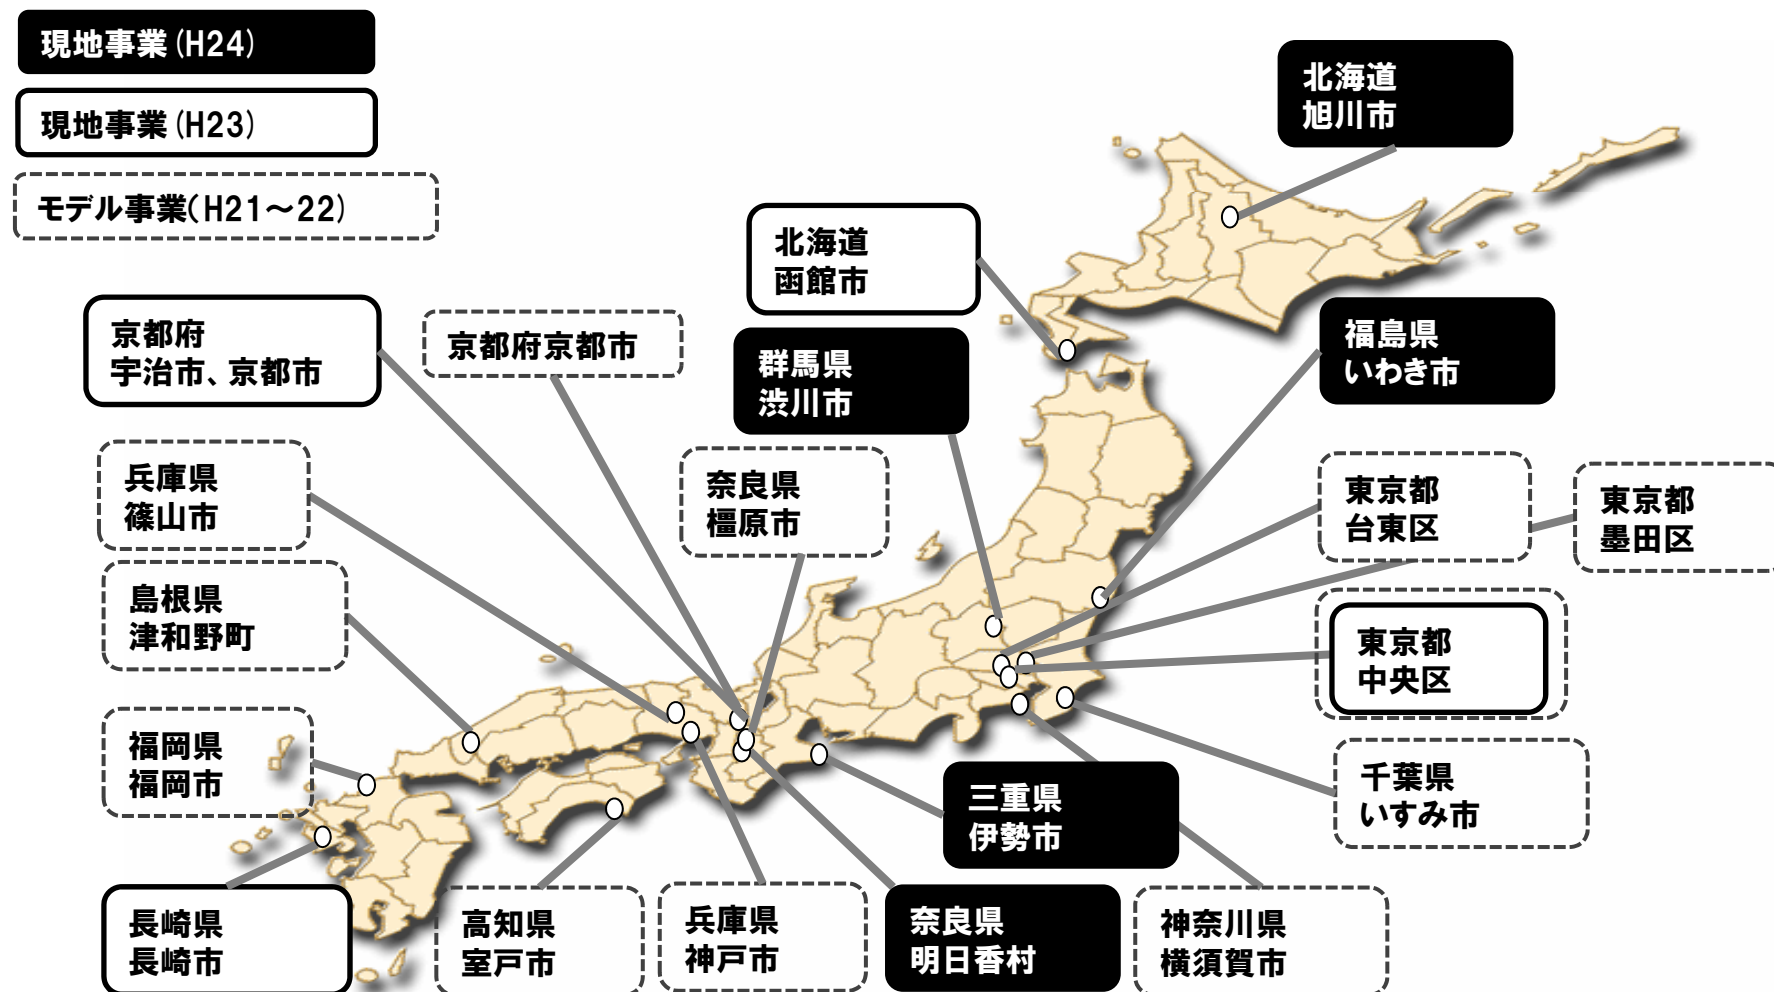 現地事業(H24)
現地事業(H23)
モデル事業(H21～22)
北海道
旭川市
北海道
函館市
京都府
宇治市、京都市
京都府京都市
群馬県
渋川市
福島県
いわき市
兵庫県
篠山市
奈良県
橿原市
東京都
台東区
東京都
墨田区
島根県
津和野町
東京都
中央区
福岡県
福岡市
千葉県
いすみ市
三重県
伊勢市
長崎県
長崎市
高知県
室戸市
兵庫県
神戸市
奈良県
明日香村
神奈川県
横須賀市